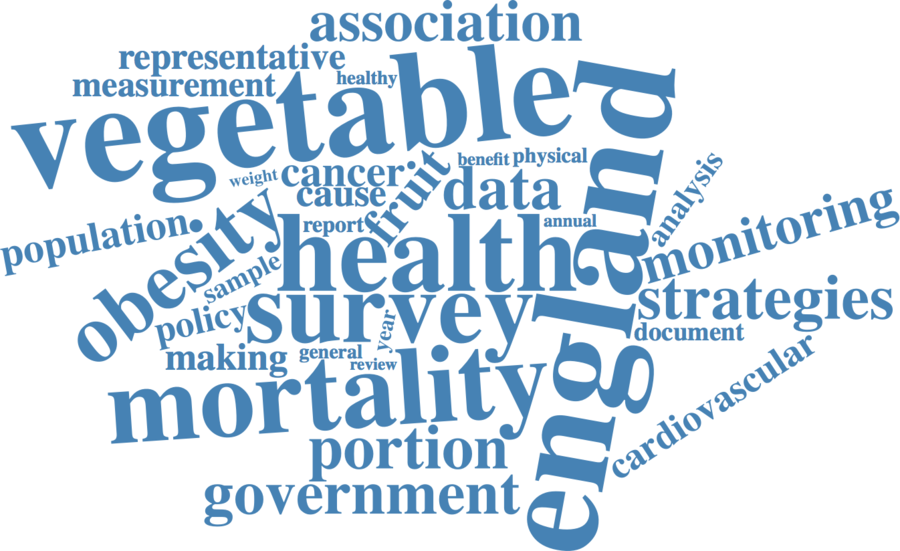 association
representative
measurement
healthy
vegetable
england
weight
cancer
cause
fruit
benefit
physical
data
analysis
population
obesity
report
health
annual
monitoring
sample
policy
survey
year
strategies
document
making
general
review
mortality
cardiovascular
portion
government